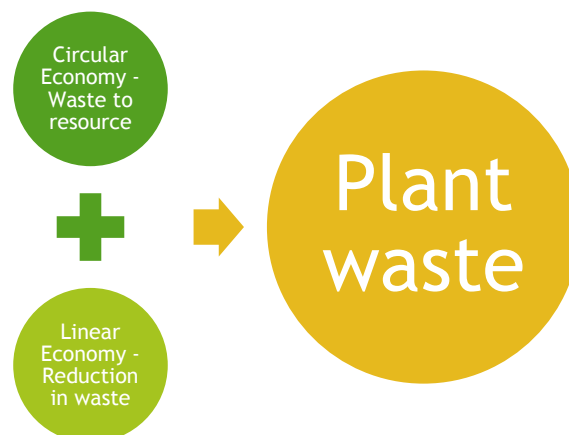 Circular
Economy -
Waste to
resource
Linear
Economy -
Reduction
in waste
Plant
waste